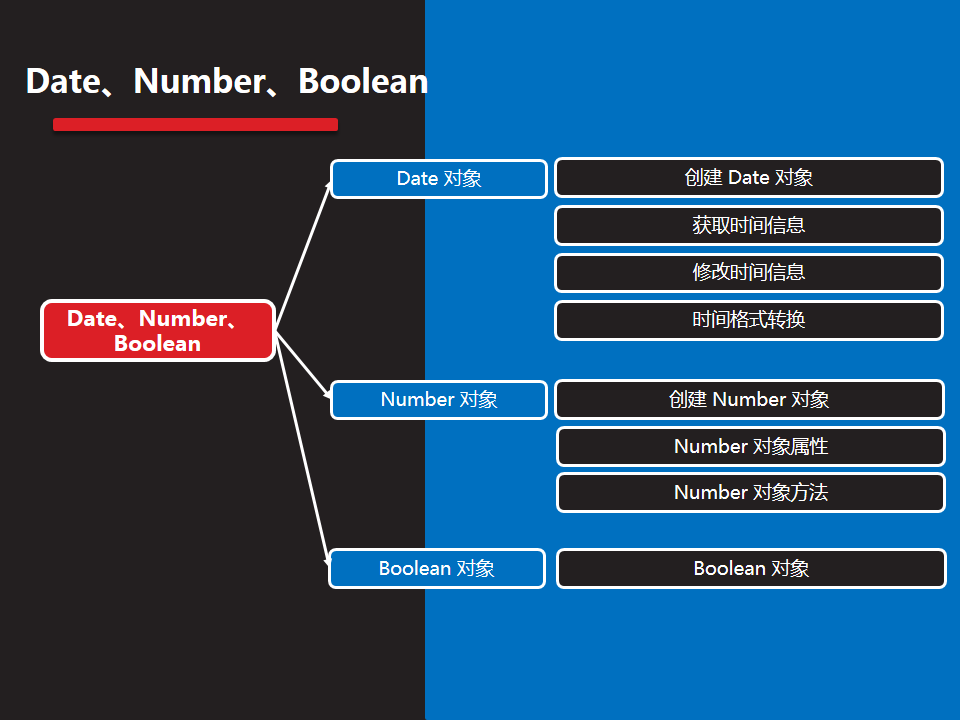 Date、Number、Boolean
Date、Number、
Boolean
Date 对象
创建 Date 对象
获取时间信息
修改时间信息
时间格式转换
Number 对象
创建 Number 对象
Number 对象属性
Number 对象方法
Boolean 对象
Boolean 对象